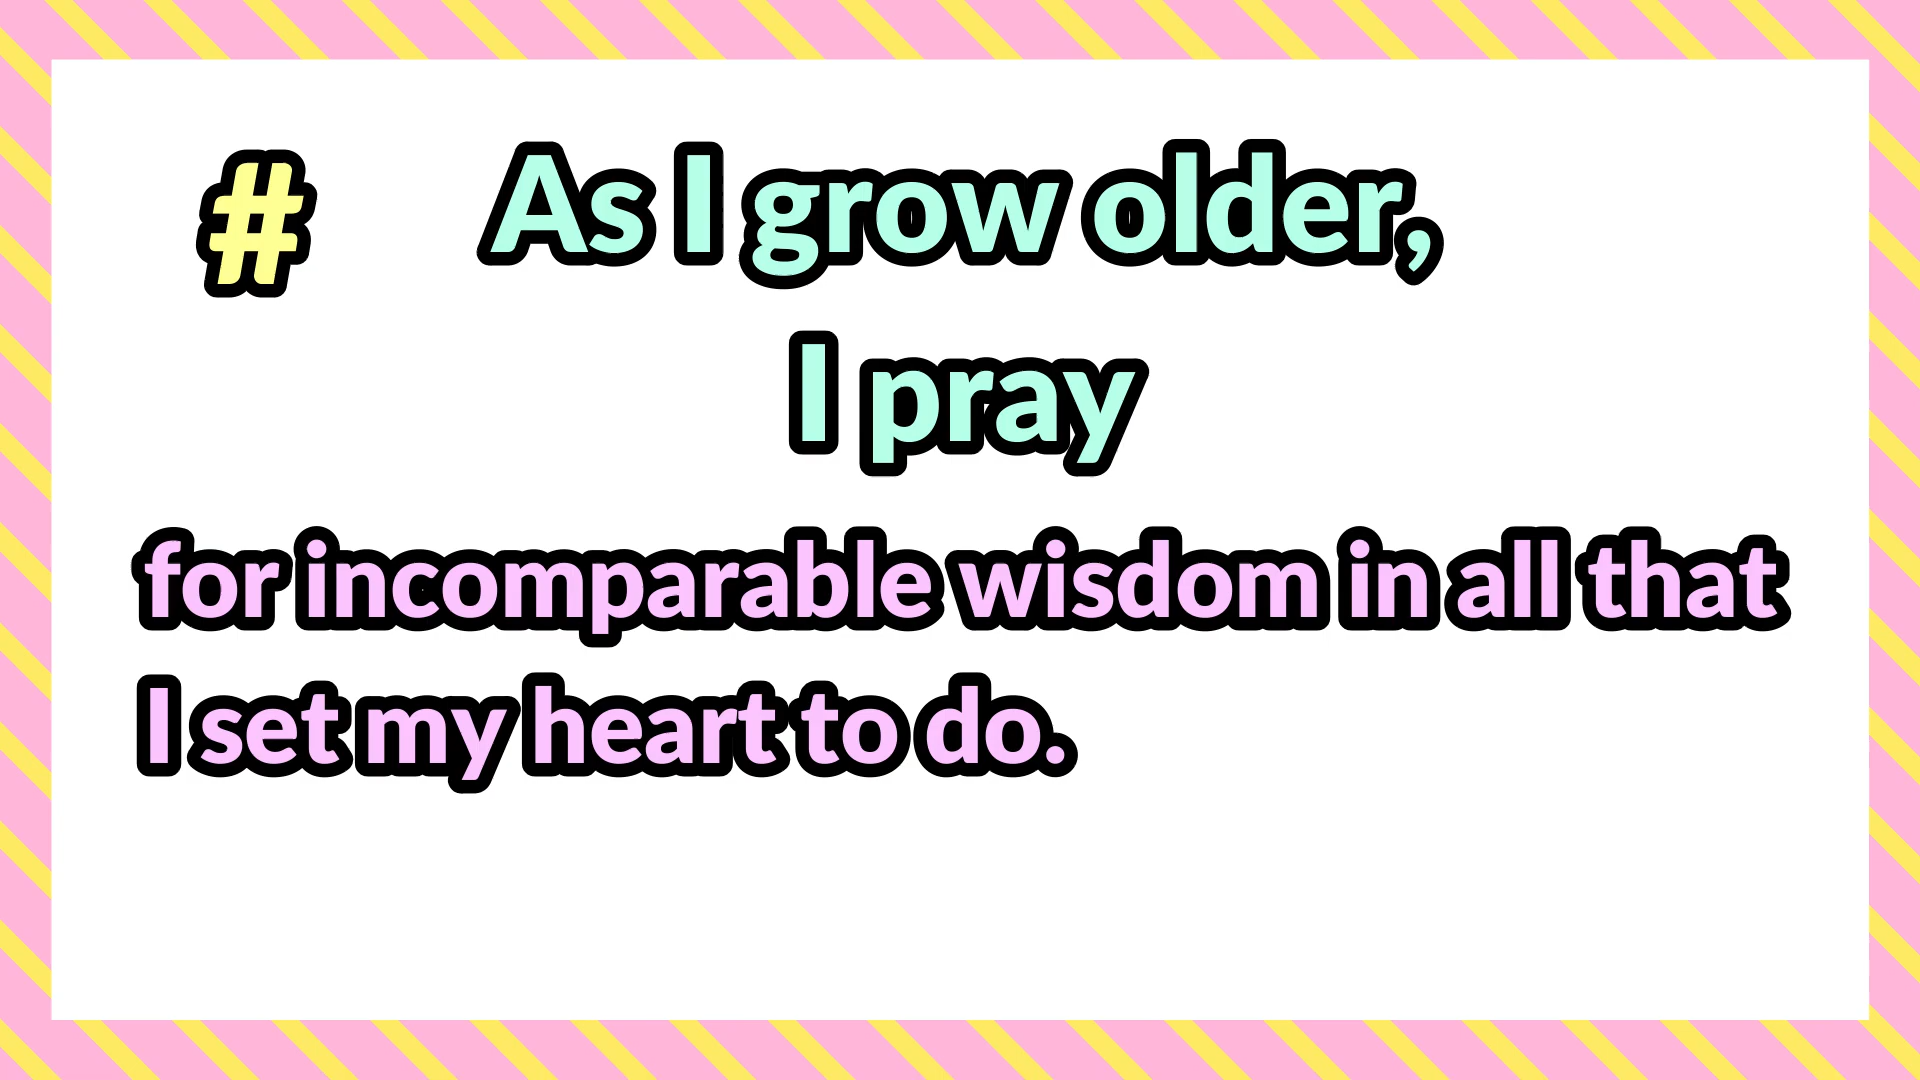 # As I grow older,
I pray
for incomparable wisdom in all that
I set my heart to do.